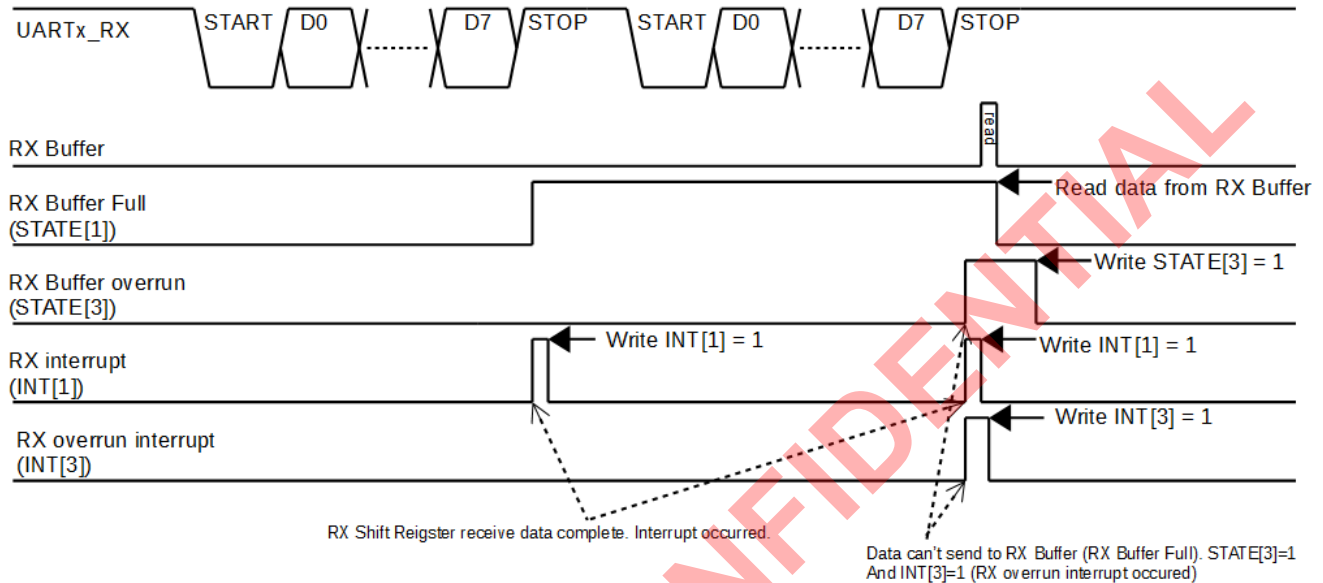 UARTx_RX
START D0 D7 STOP START D0 D7 STOP
read
RX Buffer
Read data from RX Buffer
RX Buffer Full
(STATE[1])
Write STATE[3] = 1
RX Buffer overrun
(STATE[3])
Write INT[1] = 1
Write INT[1] = 1
RX interrupt
(INT[1])
Write INT[3] = 1
RX overrun interrupt
(INT[3])
RX Shift Reigster receive data complete. Interrupt occurred.
Data can't send to RX Buffer (RX Buffer Full). STATE[3]=1
And INT[3]=1 (RX overrun interrupt occured)
NFIDENTIAL